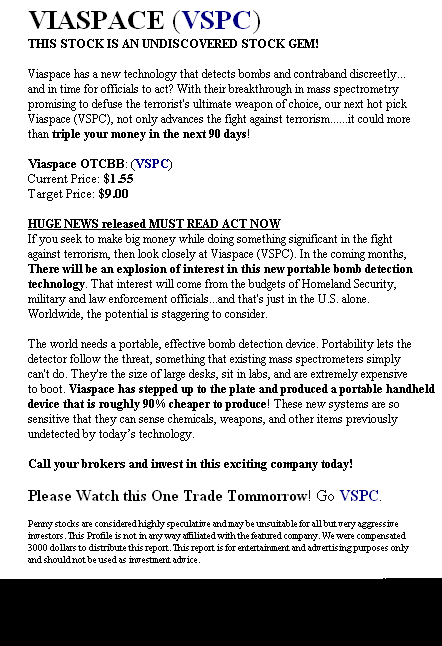 VIASPACE (VSPC)
THIS STOCK IS AN UNDISCOVERED STOCK GEM!
Viaspace has a new technology that detects bombs and contraband discreetly...
and in time for officials to act? With their breakthrough in mass spectrometry
promising to defuse the terrorist's ultimate weapon of choice, our next hot pick
Viaspace (VSPC), not only advances the fight against terrorism......it could more
than triple your money in the next 90 days!
Viaspace OTCBB: (VSPC)
Current Price: $1.55
Target Price: $9.00
HUGE NEWS released MUST READ ACT NOW
If you seek to make big money while doing something significant in the fight
against terrorism, then look closely at Viaspace (VSPC). In the coming months,
There will be an explosion of interest in this new portable bomb detection
technology. That interest will come from the budgets of Homeland Security,
military and law enforcement officials...and that's just in the U.S. alone.
Worldwide, the potential is staggering to consider.
The world needs a portable, effective bomb detection device. Portability lets the
detector follow the threat, something that existing mass spectrometers simply
can't do. They're the size of large desks, sit in labs, and are extremely expensive
to boot. Viaspace has stepped up to the plate and produced a portable handheld
device that is roughly 90% cheaper to produce! These new systems are so
sensitive that they can sense chemicals, weapons, and other items previously
undetected by today's technology.
Call your brokers and invest in this exciting company today!
Please Watch this One Trade Tommorrow! Go VSPC.
Penny stocks are considered highly speculative and may be unsuitable for all but very aggressive
investors. This Profile is not in any way affiliated with the featured company. We were compensated
3000 dollars to distribute this report. This report is for entertainment and advertising purposes only
and should not be used as investment advice.